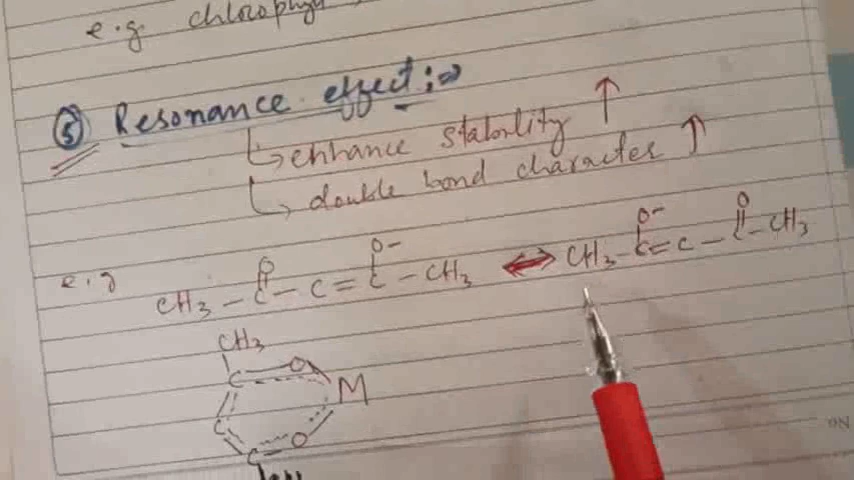 e.g. chlorophyll
⑤ Resonance effect :⇒
↳ enhance stability ↑
↳ double bond character ↑
O O⁻ O⁻ O
e.g CH₃ – C – C = C – CH₃ ↔ CH₃ – C = C – C – CH₃
CH₃
C O
M
C O
C